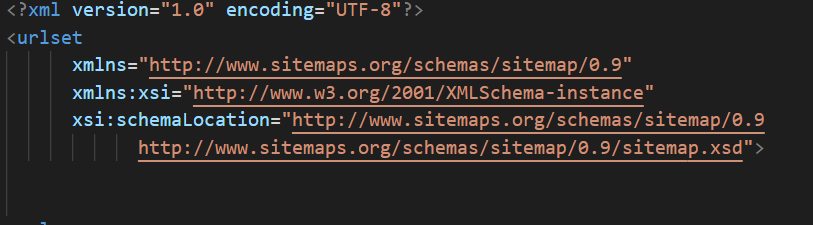 <?xml version="1.0" encoding="UTF-8"?>
<urlset
xmlns="http://www.sitemaps.org/schemas/sitemap/0.9"
xmlns:xsi="http://www.w3.org/2001/XMLSchema-instance"
xsi:schemaLocation="http://www.sitemaps.org/schemas/sitemap/0.9
http://www.sitemaps.org/schemas/sitemap/0.9/sitemap.xsd">